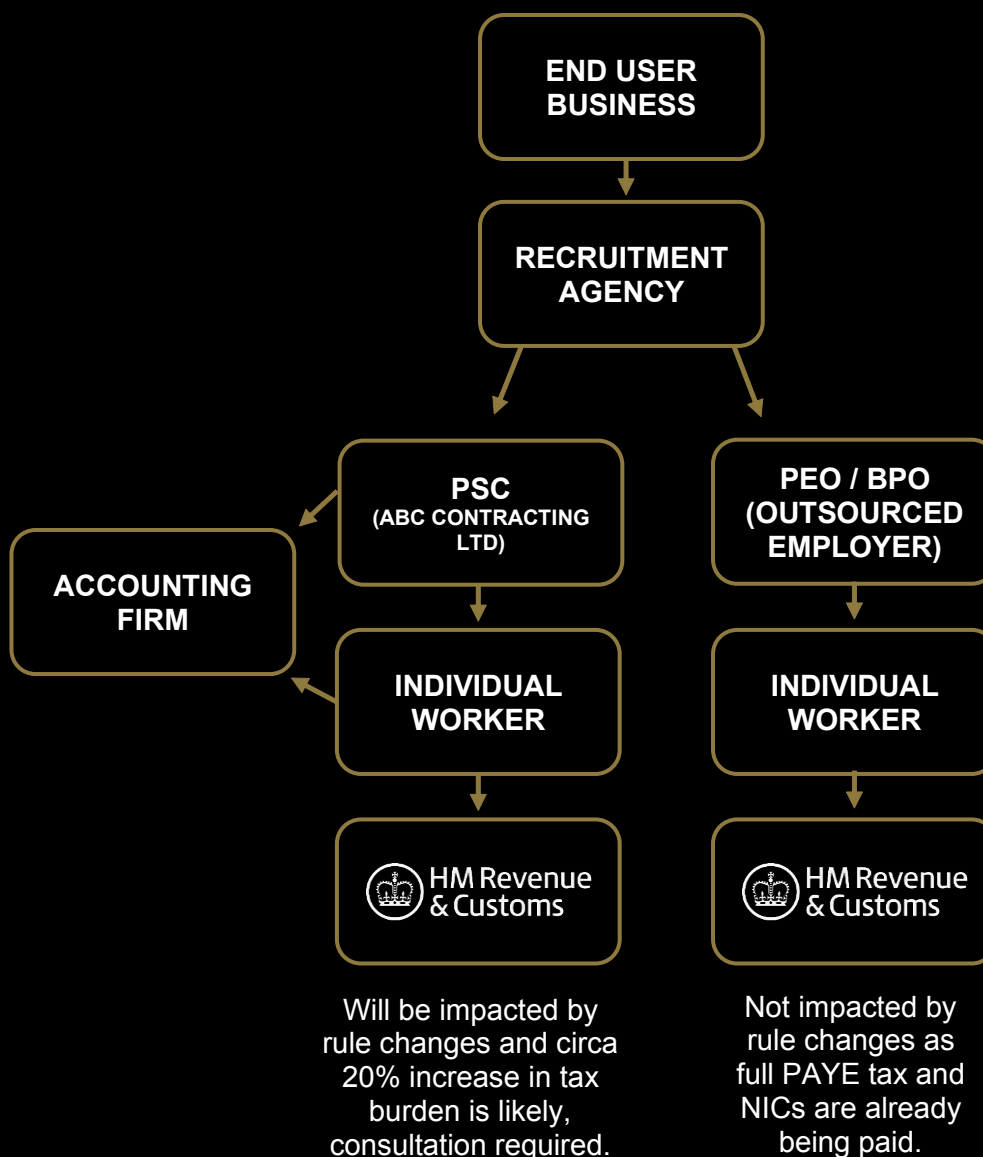 END USER
BUSINESS
RECRUITMENT
AGENCY
PSC
(ABC CONTRACTING
LTD)
PEO / BPO
(OUTSOURCED
EMPLOYER)
ACCOUNTING
FIRM
INDIVIDUAL
WORKER
INDIVIDUAL
WORKER
HM Revenue
& Customs
HM Revenue
& Customs
Will be impacted by
rule changes and circa
20% increase in tax
burden is likely,
consultation required.
Not impacted by
rule changes as
full PAYE tax and
NICs are already
being paid.